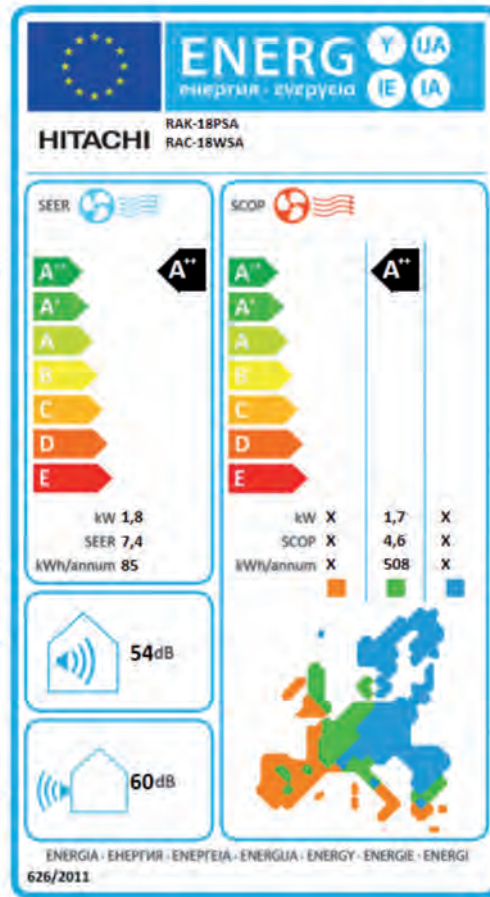 ENERG Y IJA
енергия · ενεργεια IE IA
HITACHI
RAK-18PSA
RAC-18WSA
SEER
A++
A++
A+
A
B
C
D
E
kW 1,8
SEER 7,4
kWh/annum 85
SCOP
A++
A++
A+
A
B
C
D
E
kW X 1,7 X
SCOP X 4,6 X
kWh/annum X 508 X
54dB
60dB
ENERGIA · ЕНЕРГИЯ · ΕΝΕΡΓΕΙΑ · ENERGIJA · ENERGY · ENERGIE · ENERGI
626/2011